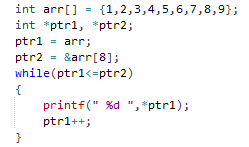 int arr[] = {1,2,3,4,5,6,7,8,9};
int *ptr1, *ptr2;
ptr1 = arr;
ptr2 = &arr[8];
while(ptr1<=ptr2)
{
    printf(" %d ",*ptr1);
    ptr1++;
}